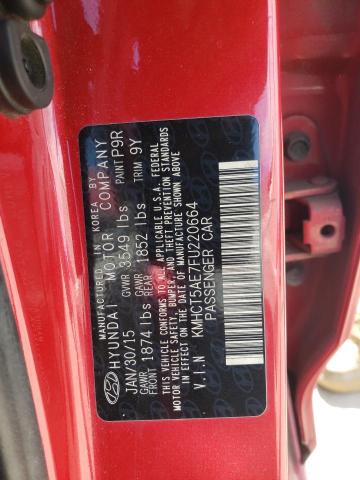 MANUFACTURED IN KOREA BY
HYUNDAI MOTOR COMPANY
JAN/30/15 GVWR 3549 lbs PAINT P9R
GAWR FRONT 1874 lbs GAWR REAR 1852 lbs TRIM 9Y
THIS VEHICLE CONFORMS TO ALL APPLICABLE U.S.A. FEDERAL
MOTOR VEHICLE SAFETY, BUMPER, AND THEFT PREVENTION STANDARDS
IN EFFECT ON THE DATE OF MANUFACTURE SHOWN ABOVE.
V.I.N KMHCT5AE7FU220664
PASSENGER CAR